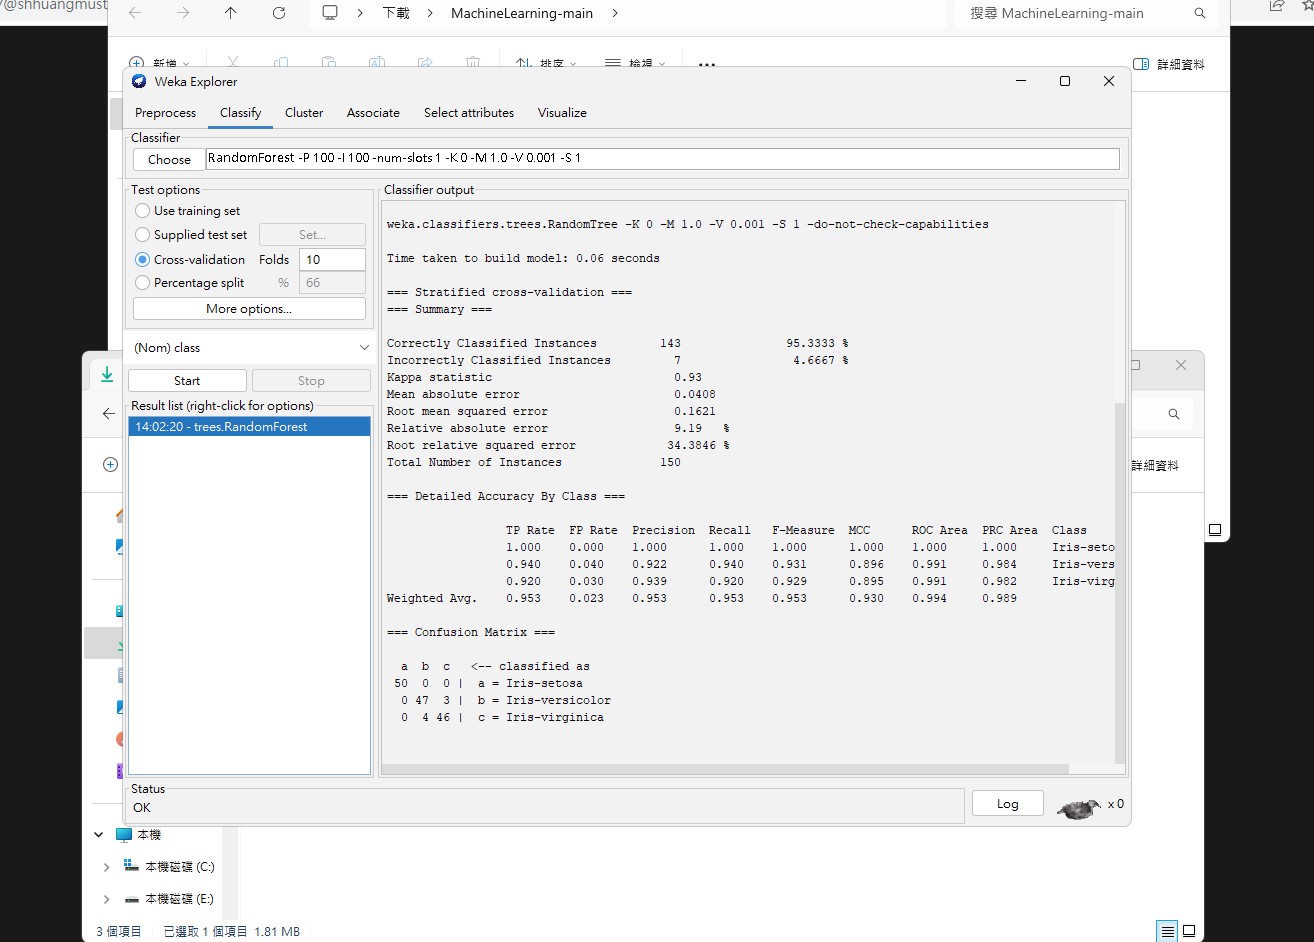 /@shhuangmust
下載 MachineLearning-main
搜尋 MachineLearning-main
新增 排序 檢視 ... 詳細資料
Weka Explorer
Preprocess Classify Cluster Associate Select attributes Visualize
Classifier
Choose RandomForest -P 100 -I 100 -num-slots 1 -K 0 -M 1.0 -V 0.001 -S 1
Test options
Use training set
Supplied test set Set...
Cross-validation Folds 10
Percentage split % 66
More options...
(Nom) class
Start Stop
Result list (right-click for options)
14:02:20 - trees.RandomForest
Classifier output
weka.classifiers.trees.RandomTree -K 0 -M 1.0 -V 0.001 -S 1 -do-not-check-capabilities
Time taken to build model: 0.06 seconds
=== Stratified cross-validation ===
=== Summary ===
Correctly Classified Instances 143 95.3333 %
Incorrectly Classified Instances 7 4.6667 %
Kappa statistic 0.93
Mean absolute error 0.0408
Root mean squared error 0.1621
Relative absolute error 9.19 %
Root relative squared error 34.3846 %
Total Number of Instances 150
=== Detailed Accuracy By Class ===
TP Rate FP Rate Precision Recall F-Measure MCC ROC Area PRC Area Class
1.000 0.000 1.000 1.000 1.000 1.000 1.000 1.000 Iris-seto
0.940 0.040 0.922 0.940 0.931 0.896 0.991 0.984 Iris-vers
0.920 0.030 0.939 0.920 0.929 0.895 0.991 0.982 Iris-virg
Weighted Avg. 0.953 0.023 0.953 0.953 0.953 0.930 0.994 0.989
=== Confusion Matrix ===
a b c <-- classified as
50 0 0 | a = Iris-setosa
0 47 3 | b = Iris-versicolor
0 4 46 | c = Iris-virginica
Status
OK
Log x 0
詳細資料
本機
本機磁碟 (C:)
本機磁碟 (E:)
3 個項目 已選取 1 個項目 1.81 MB